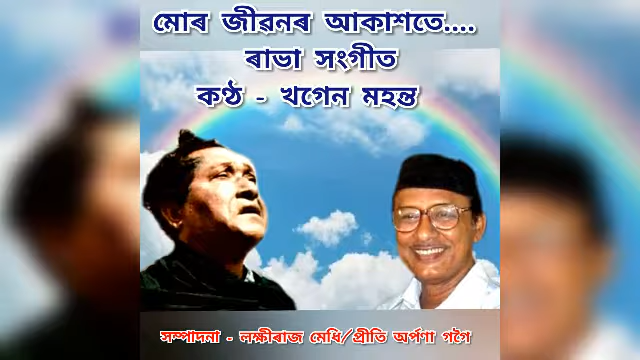 মোৰ জীৱনৰ আকাশতে....
ৰাভা সংগীত
কণ্ঠ - খগেন মহন্ত
সম্পাদনা - লক্ষীৰাজ মেধি/প্ৰীতি অৰ্পণা গগৈ